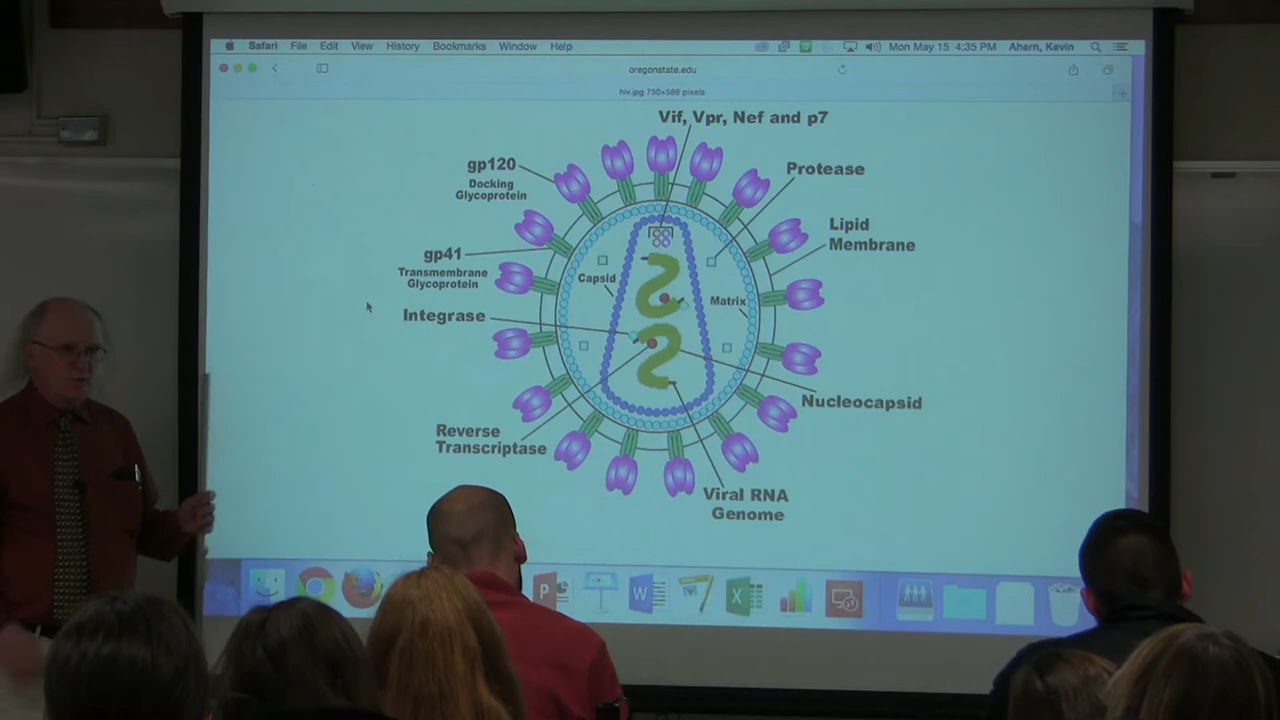 Safari File Edit View History Bookmarks Window Help Mon May 15 4:35 PM Ahern, Kevin
oregonstate.edu
hiv.jpg 750×588 pixels
Vif, Vpr, Nef and p7
gp120
Docking
Glycoprotein
Protease
Lipid
Membrane
gp41
Transmembrane
Glycoprotein
Capsid
Matrix
Integrase
Nucleocapsid
Reverse
Transcriptase
Viral RNA
Genome
P
W
X